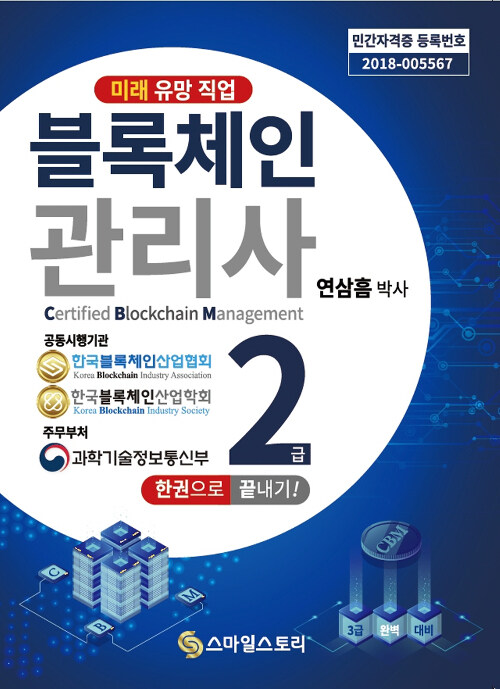 민간자격증 등록번호
2018-005567
미래 유망 직업
블록체인
관리사
연삼흠 박사
Certified Blockchain Management
공동시행기관
한국블록체인산업협회
Korea Blockchain Industry Association
한국블록체인산업학회
Korea Blockchain Industry Society
주무부처
과학기술정보통신부
2급
한권으로 끝내기!
CBM
C
B
M
3급 완벽 대비
스마일스토리